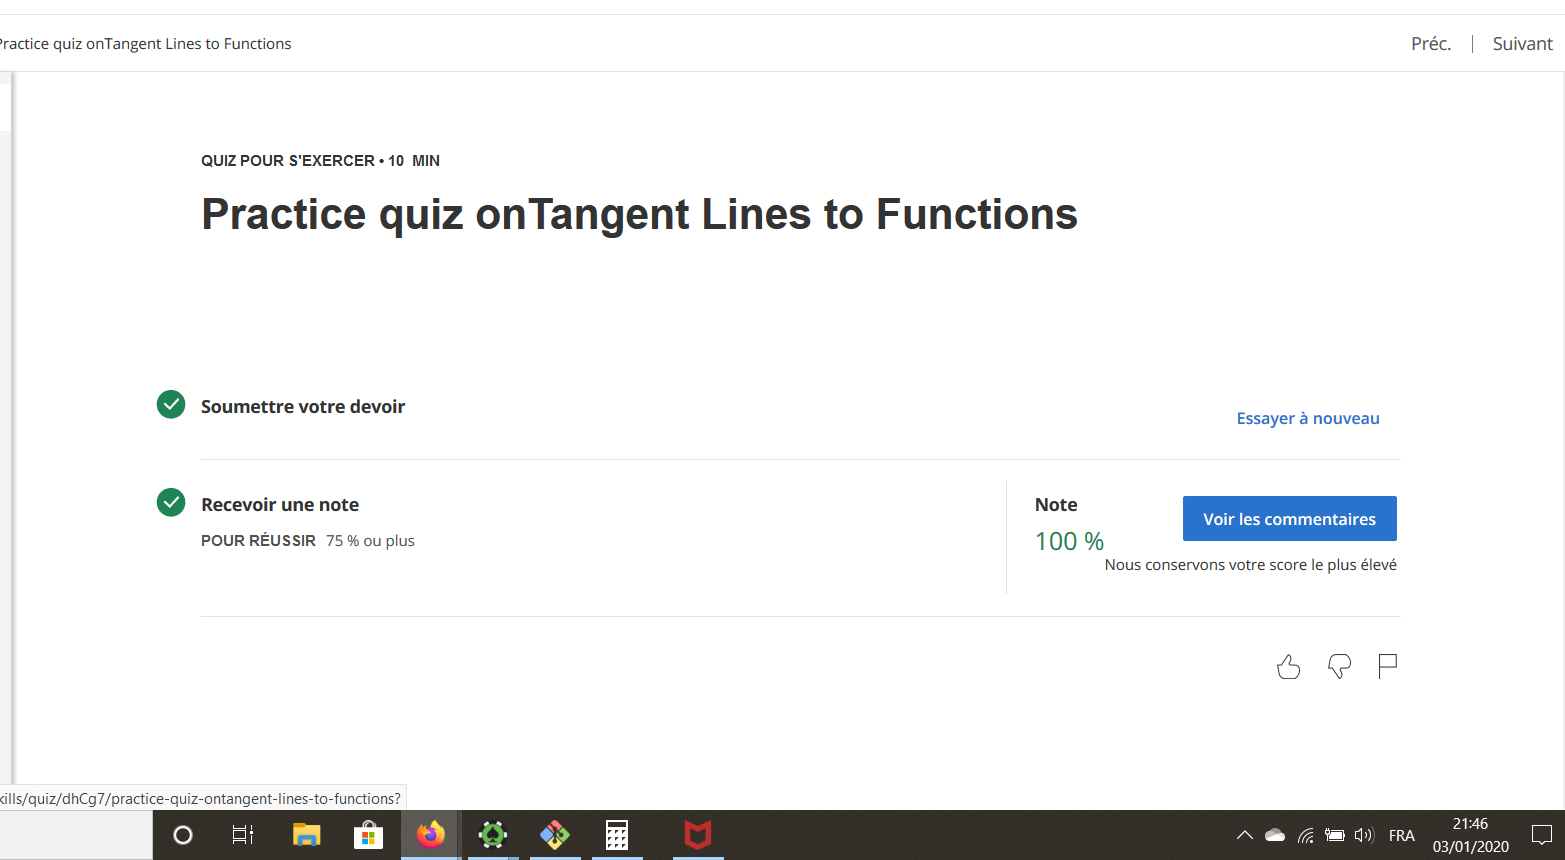 Practice quiz onTangent Lines to Functions
Préc. | Suivant
QUIZ POUR S'EXERCER • 10 MIN
Practice quiz onTangent Lines to Functions
Soumettre votre devoir
Essayer à nouveau
Recevoir une note
POUR RÉUSSIR 75 % ou plus
Note
100 %
Voir les commentaires
Nous conservons votre score le plus élevé
kills/quiz/dhCg7/practice-quiz-ontangent-lines-to-functions?
FRA
21:46
03/01/2020